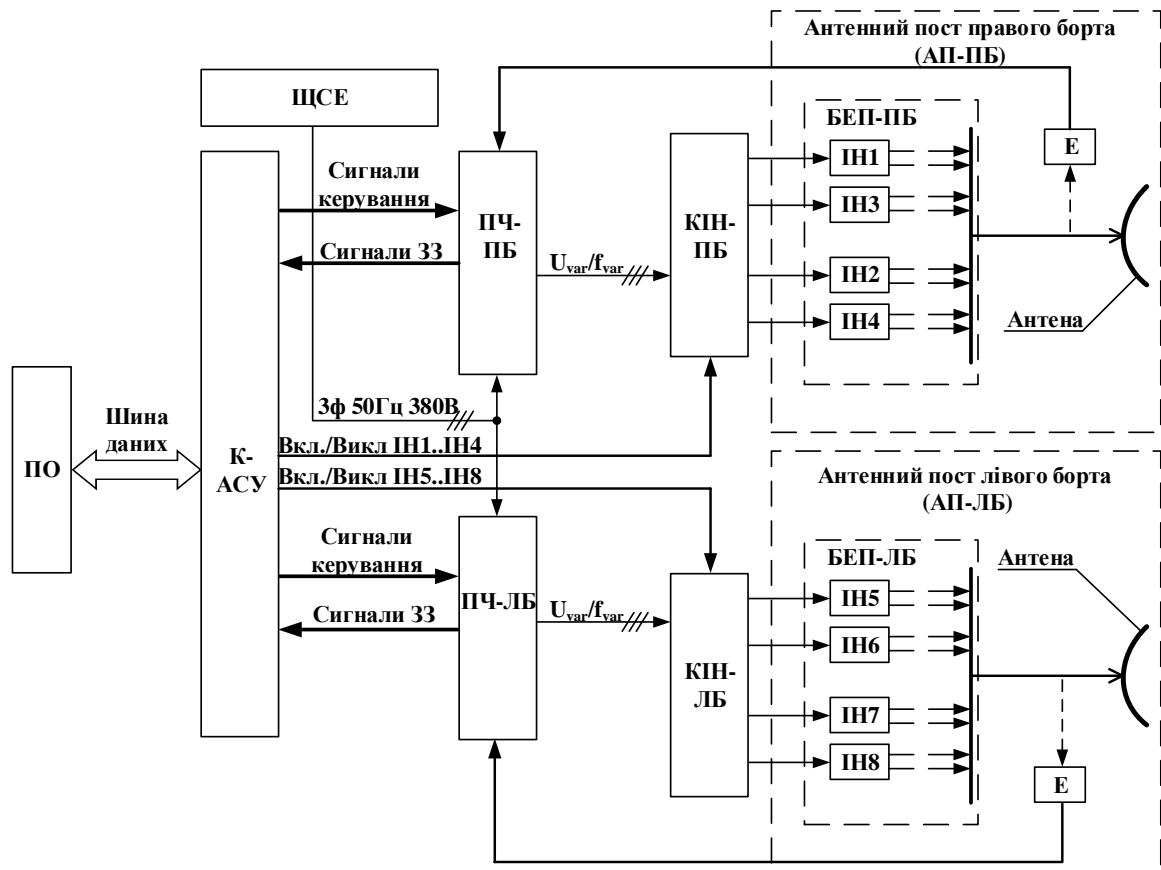 Антенний пост правого борта
(АП-ПБ)
ЩСЕ
БЕП-ПБ
Е
ІН1
Сигнали
керування
ПЧ-
ПБ
КІН-
ПБ
ІН3
Сигнали ЗЗ
Uvar/fvar
ІН2
ІН4
Антена
3ф 50Гц 380В
Шина
даних
ПО
К-
АСУ
Вкл./Викл ІН1..ІН4
Вкл./Викл ІН5..ІН8
Антенний пост лівого борта
(АП-ЛБ)
Сигнали
керування
БЕП-ЛБ
Антена
ПЧ-ЛБ
ІН5
Сигнали ЗЗ
Uvar/fvar
ІН6
КІН-
ЛБ
ІН7
ІН8
Е